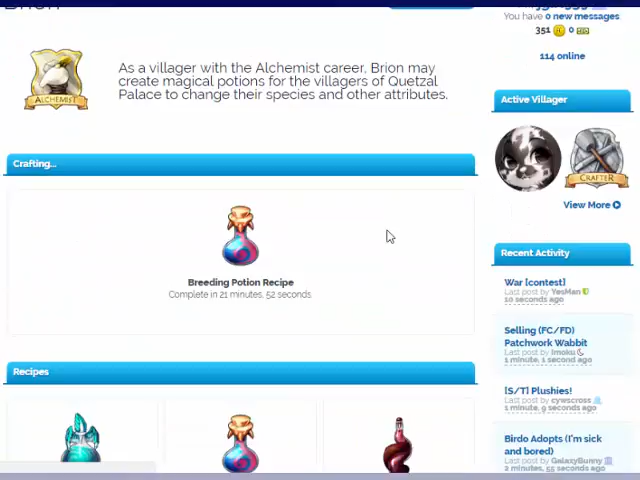 Brion
You have 0 new messages
351 0
114 online
ALCHEMIST
As a villager with the Alchemist career, Brion may
create magical potions for the villagers of Quetzal
Palace to change their species and other attributes.
Crafting...
Breeding Potion Recipe
Complete in 21 minutes, 52 seconds
Recipes
Active Villager
CRAFTER
View More
Recent Activity
War [contest]
Last post by YesMan
10 seconds ago
Selling (FC/FD)
Patchwork Wabbit
Last post by Imoku
1 minute, 1 second ago
[S/T] Plushies!
Last post by cywscross
1 minute, 9 seconds ago
Birdo Adopts (I'm sick
and bored)
Last post by GalaxyBunny
2 minutes, 55 seconds ago